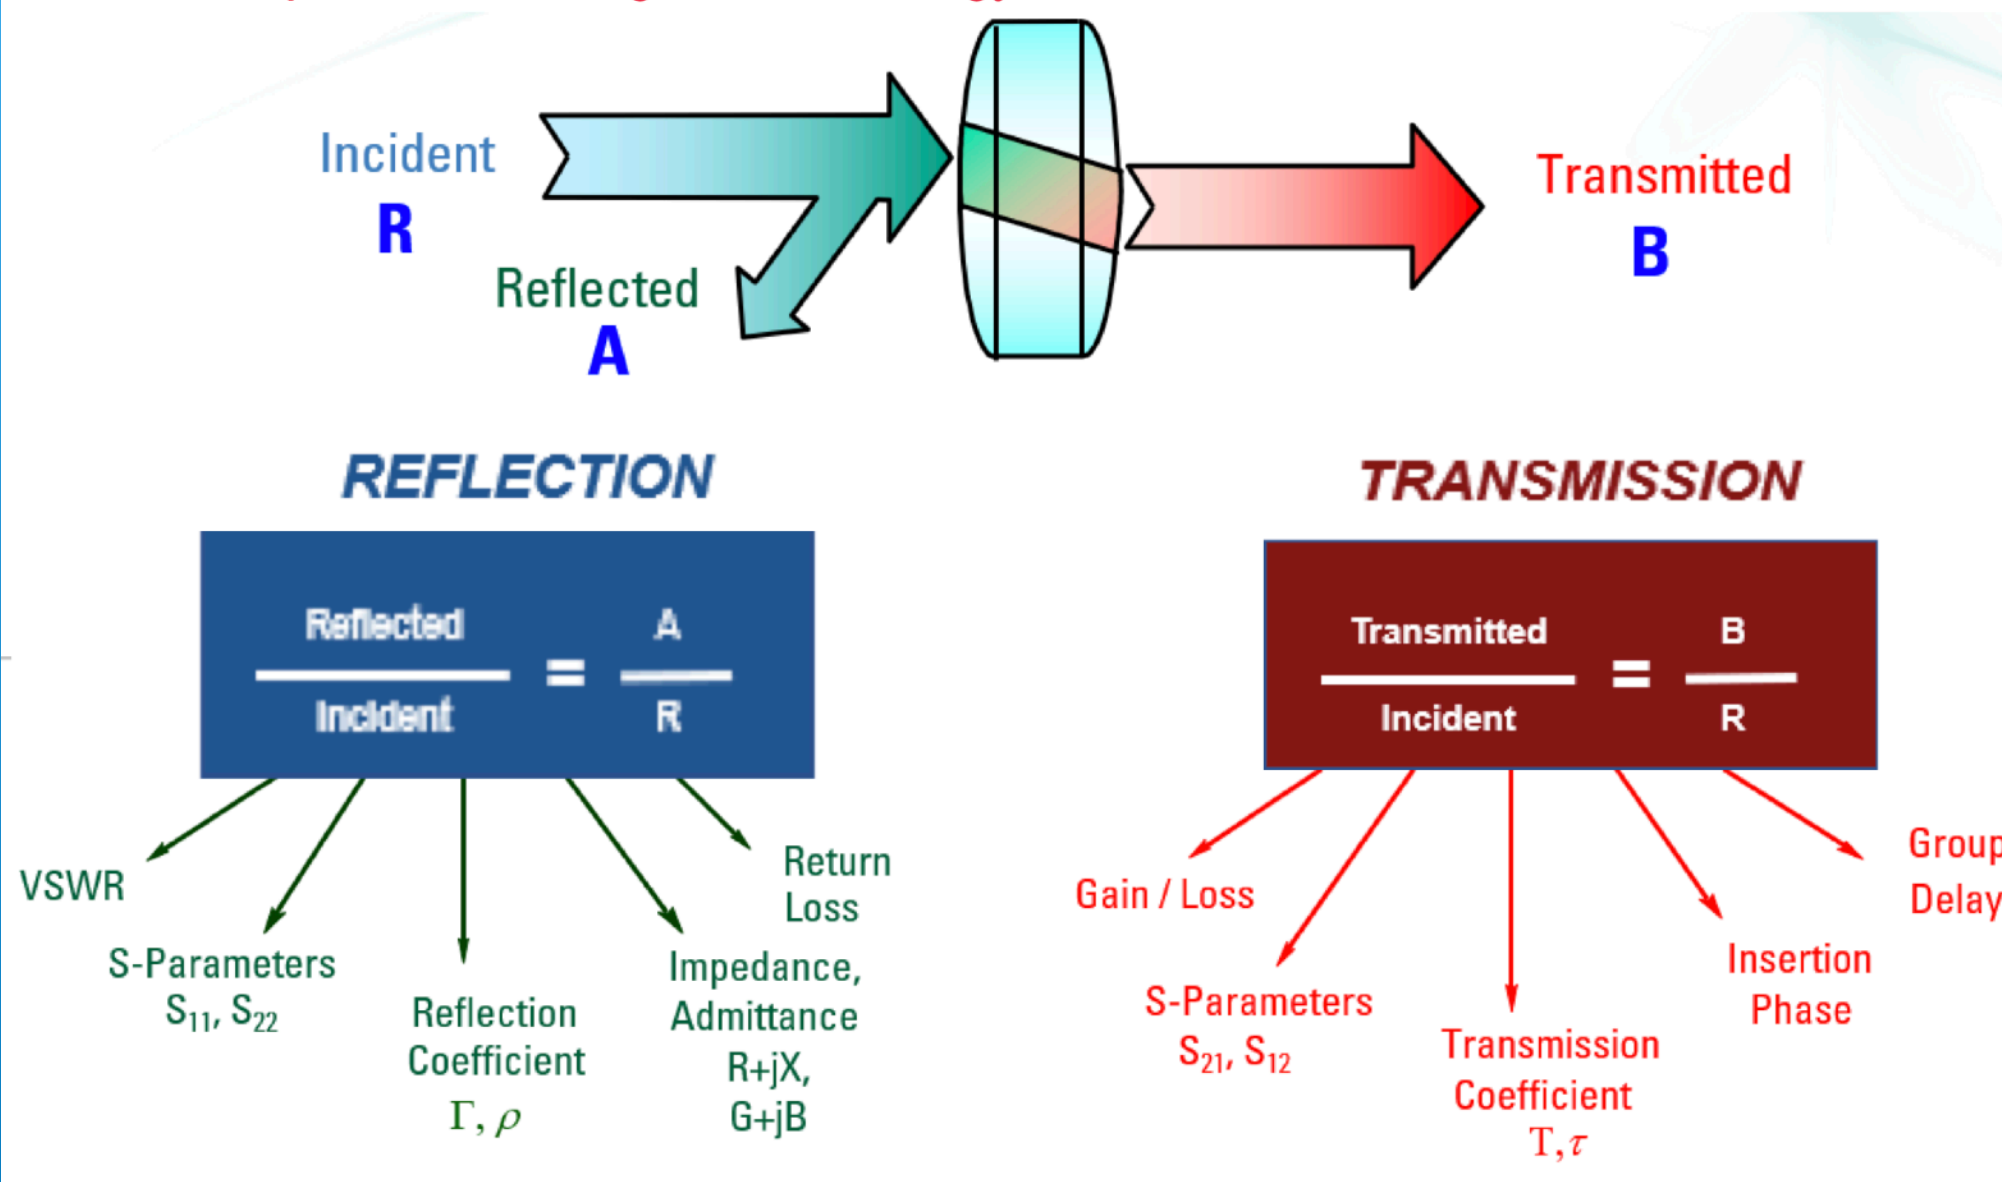 Incident
R
Reflected
A
Transmitted
B
REFLECTION
Reflected
Incident
=
A
R
VSWR
S-Parameters
S11, S22
Reflection
Coefficient
Γ, ρ
Impedance,
Admittance
R+jX,
G+jB
Return
Loss
TRANSMISSION
Transmitted
Incident
=
B
R
Gain / Loss
S-Parameters
S21, S12
Transmission
Coefficient
T,τ
Insertion
Phase
Group
Delay